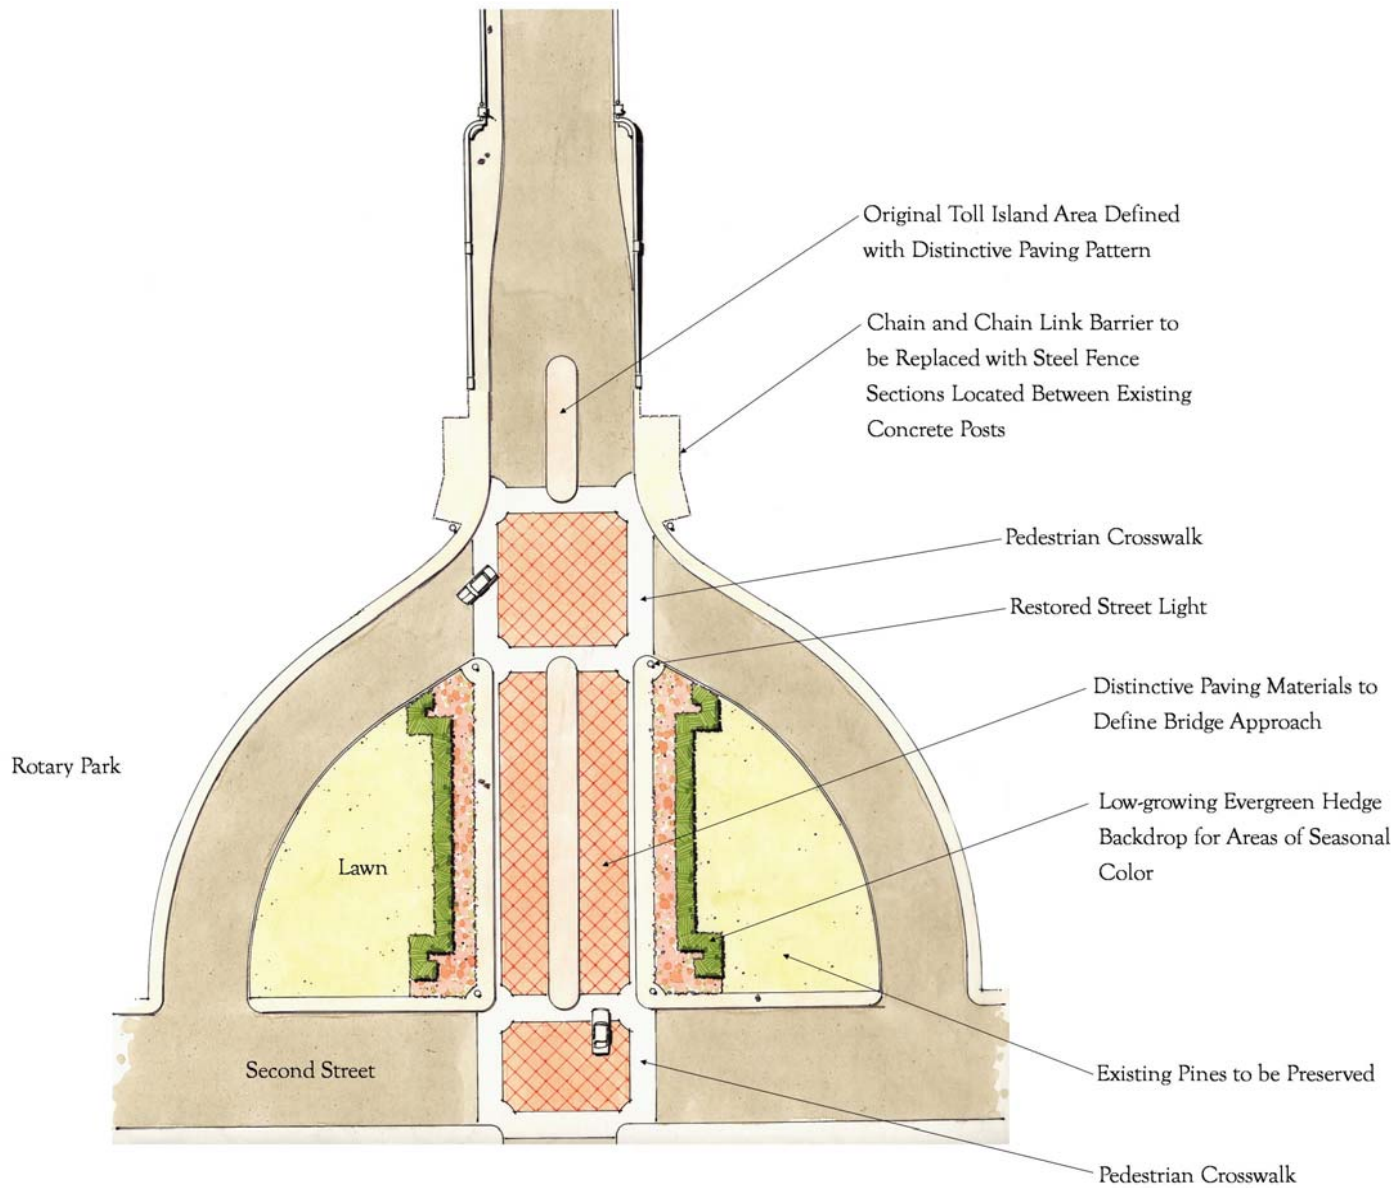 Original Toll Island Area Defined
with Distinctive Paving Pattern
Chain and Chain Link Barrier to
be Replaced with Steel Fence
Sections Located Between Existing
Concrete Posts
Pedestrian Crosswalk
Restored Street Light
Distinctive Paving Materials to
Define Bridge Approach
Rotary Park
Low-growing Evergreen Hedge
Backdrop for Areas of Seasonal
Color
Lawn
Second Street
Existing Pines to be Preserved
Pedestrian Crosswalk